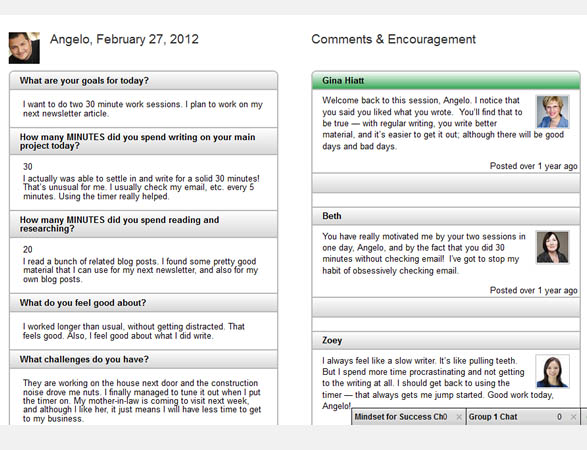 Angelo, February 27, 2012
What are your goals for today?
I want to do two 30 minute work sessions. I plan to work on my
next newsletter article.
How many MINUTES did you spend writing on your main
project today?
30
I actually was able to settle in and write for a solid 30 minutes!
That's unusual for me. I usually check my email, etc. every 5
minutes. Using the timer really helped.
How many MINUTES did you spend reading and
researching?
20
I read a bunch of related blog posts. I found some pretty good
material that I can use for my next newsletter, and also for my
own blog posts.
What do you feel good about?
I worked longer than usual, without getting distracted. That
feels good. Also, I feel good about what I did write.
What challenges do you have?
They are working on the house next door and the construction
noise drove me nuts. I finally managed to tune it out when I put
the timer on. My mother-in-law is coming to visit next week,
and although I like her, it just means I will have less time to get
to my business.
Comments & Encouragement
Gina Hiatt
Welcome back to this session, Angelo. I notice that
you said you liked what you wrote. You'll find that to
be true — with regular writing, you write better
material, and it's easier to get it out; although there will be good
days and bad days.
Posted over 1 year ago
Beth
You have really motivated me by your two sessions in
one day, Angelo, and by the fact that you did 30
minutes without checking email! I've got to stop my
habit of obsessively checking email.
Posted over 1 year ago
Zoey
I always feel like a slow writer. It's like pulling teeth.
But I spend more time procrastinating and not getting
to the writing at all. I should get back to using the
timer — that always gets me jump started. Good work today,
Angelo!
Mindset for Success Ch0 ×
Group 1 Chat 0 ×